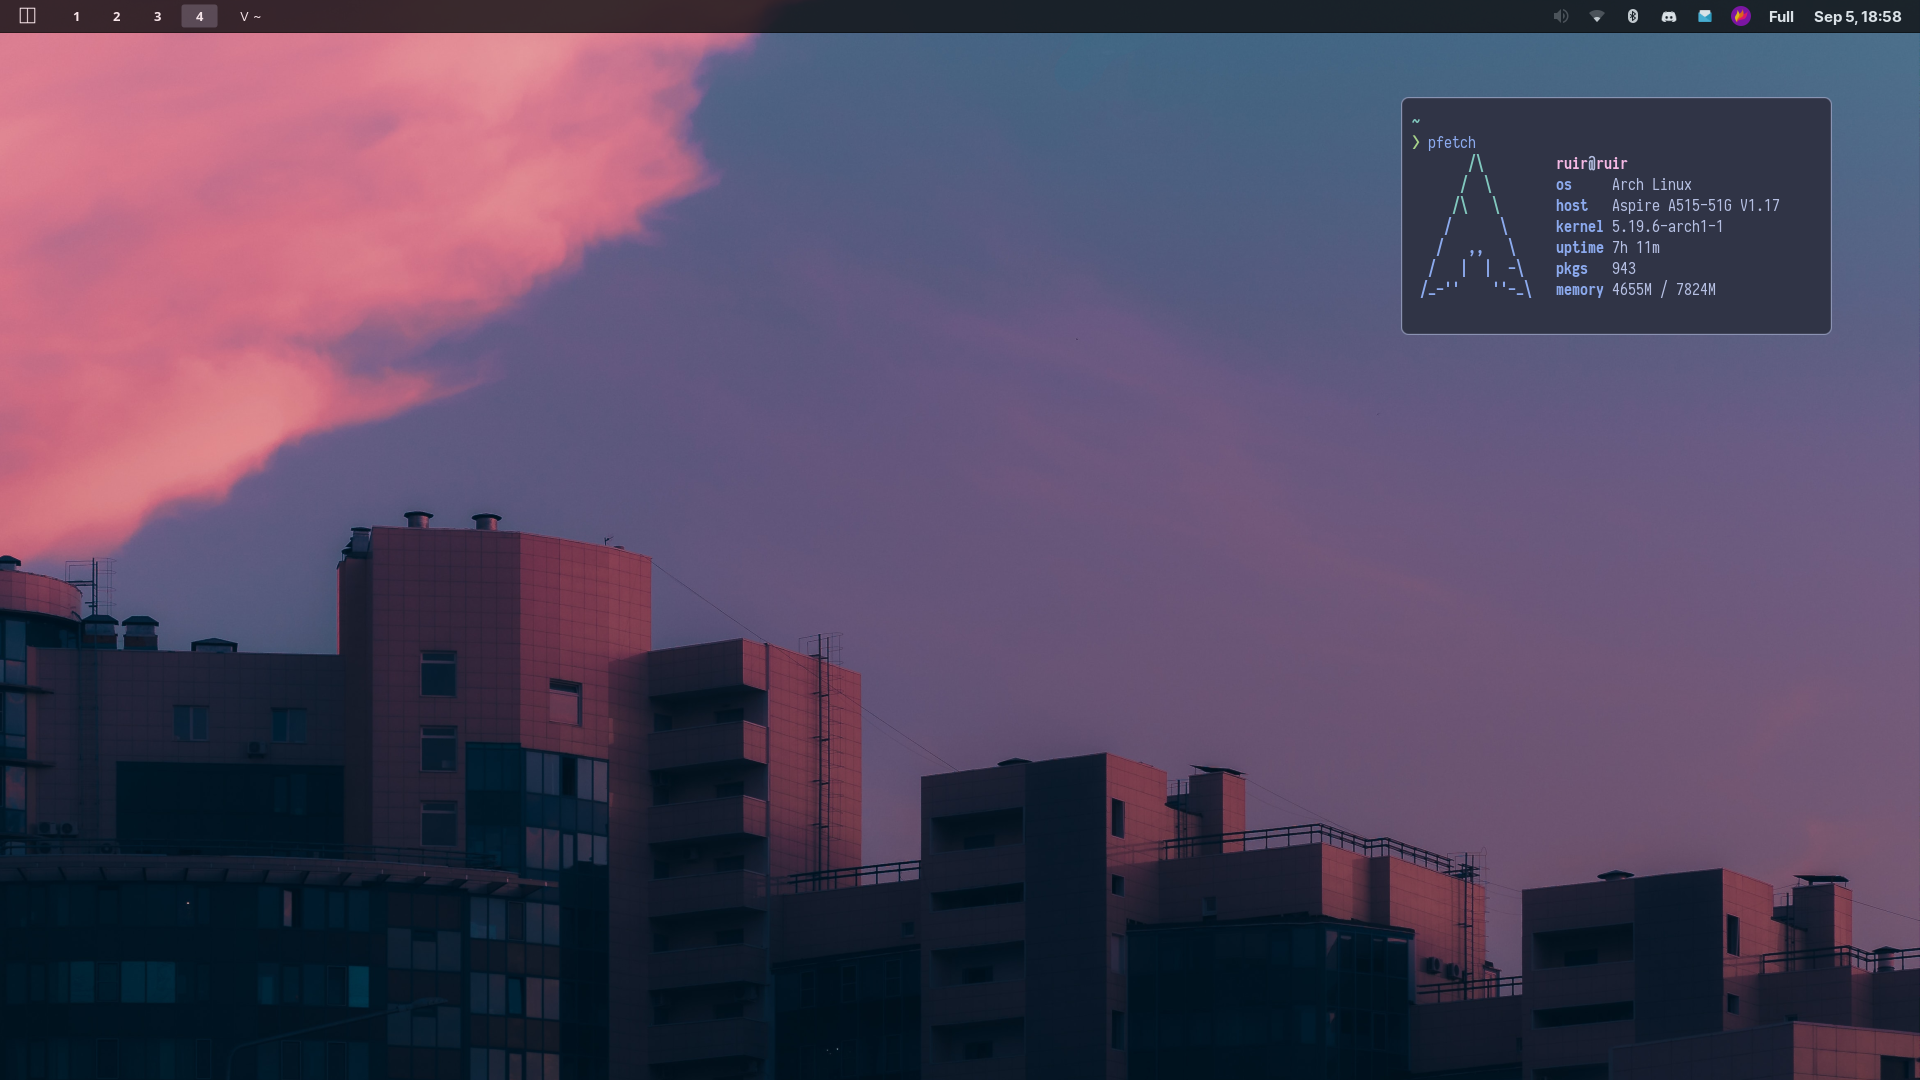 1 2 3 4 V ~ Full Sep 5, 18:58
~
❯ pfetch
ruir@ruir
os Arch Linux
host Aspire A515-51G V1.17
kernel 5.19.6-arch1-1
uptime 7h 11m
pkgs 943
memory 4655M / 7824M